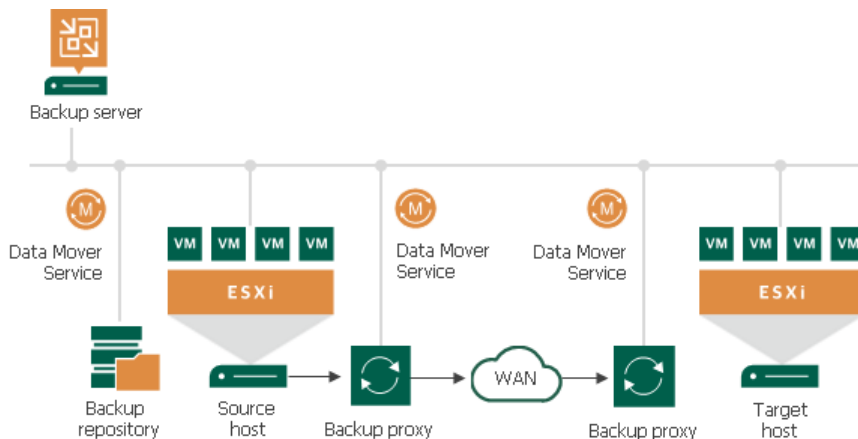 Backup server
M
Data Mover
Service
VM VM VM VM
ESXi
M
Data Mover
Service
M
Data Mover
Service
VM VM VM VM
ESXi
WAN
Backup
repository
Source
host
Backup proxy
Backup proxy
Target
host